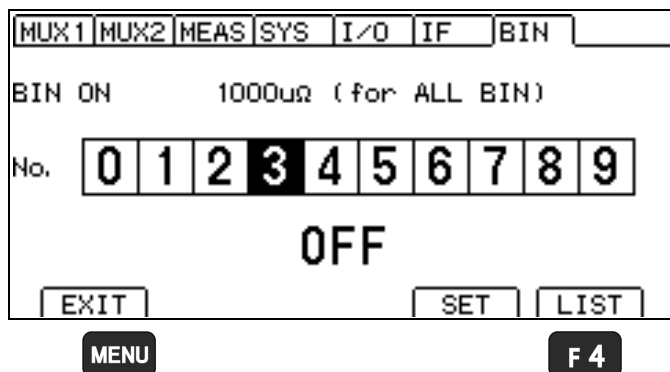 MUX1 MUX2 MEAS SYS I/O IF BIN
BIN ON 1000uΩ (for ALL BIN)
No. 0 1 2 3 4 5 6 7 8 9
OFF
EXIT SET LIST
MENU F 4